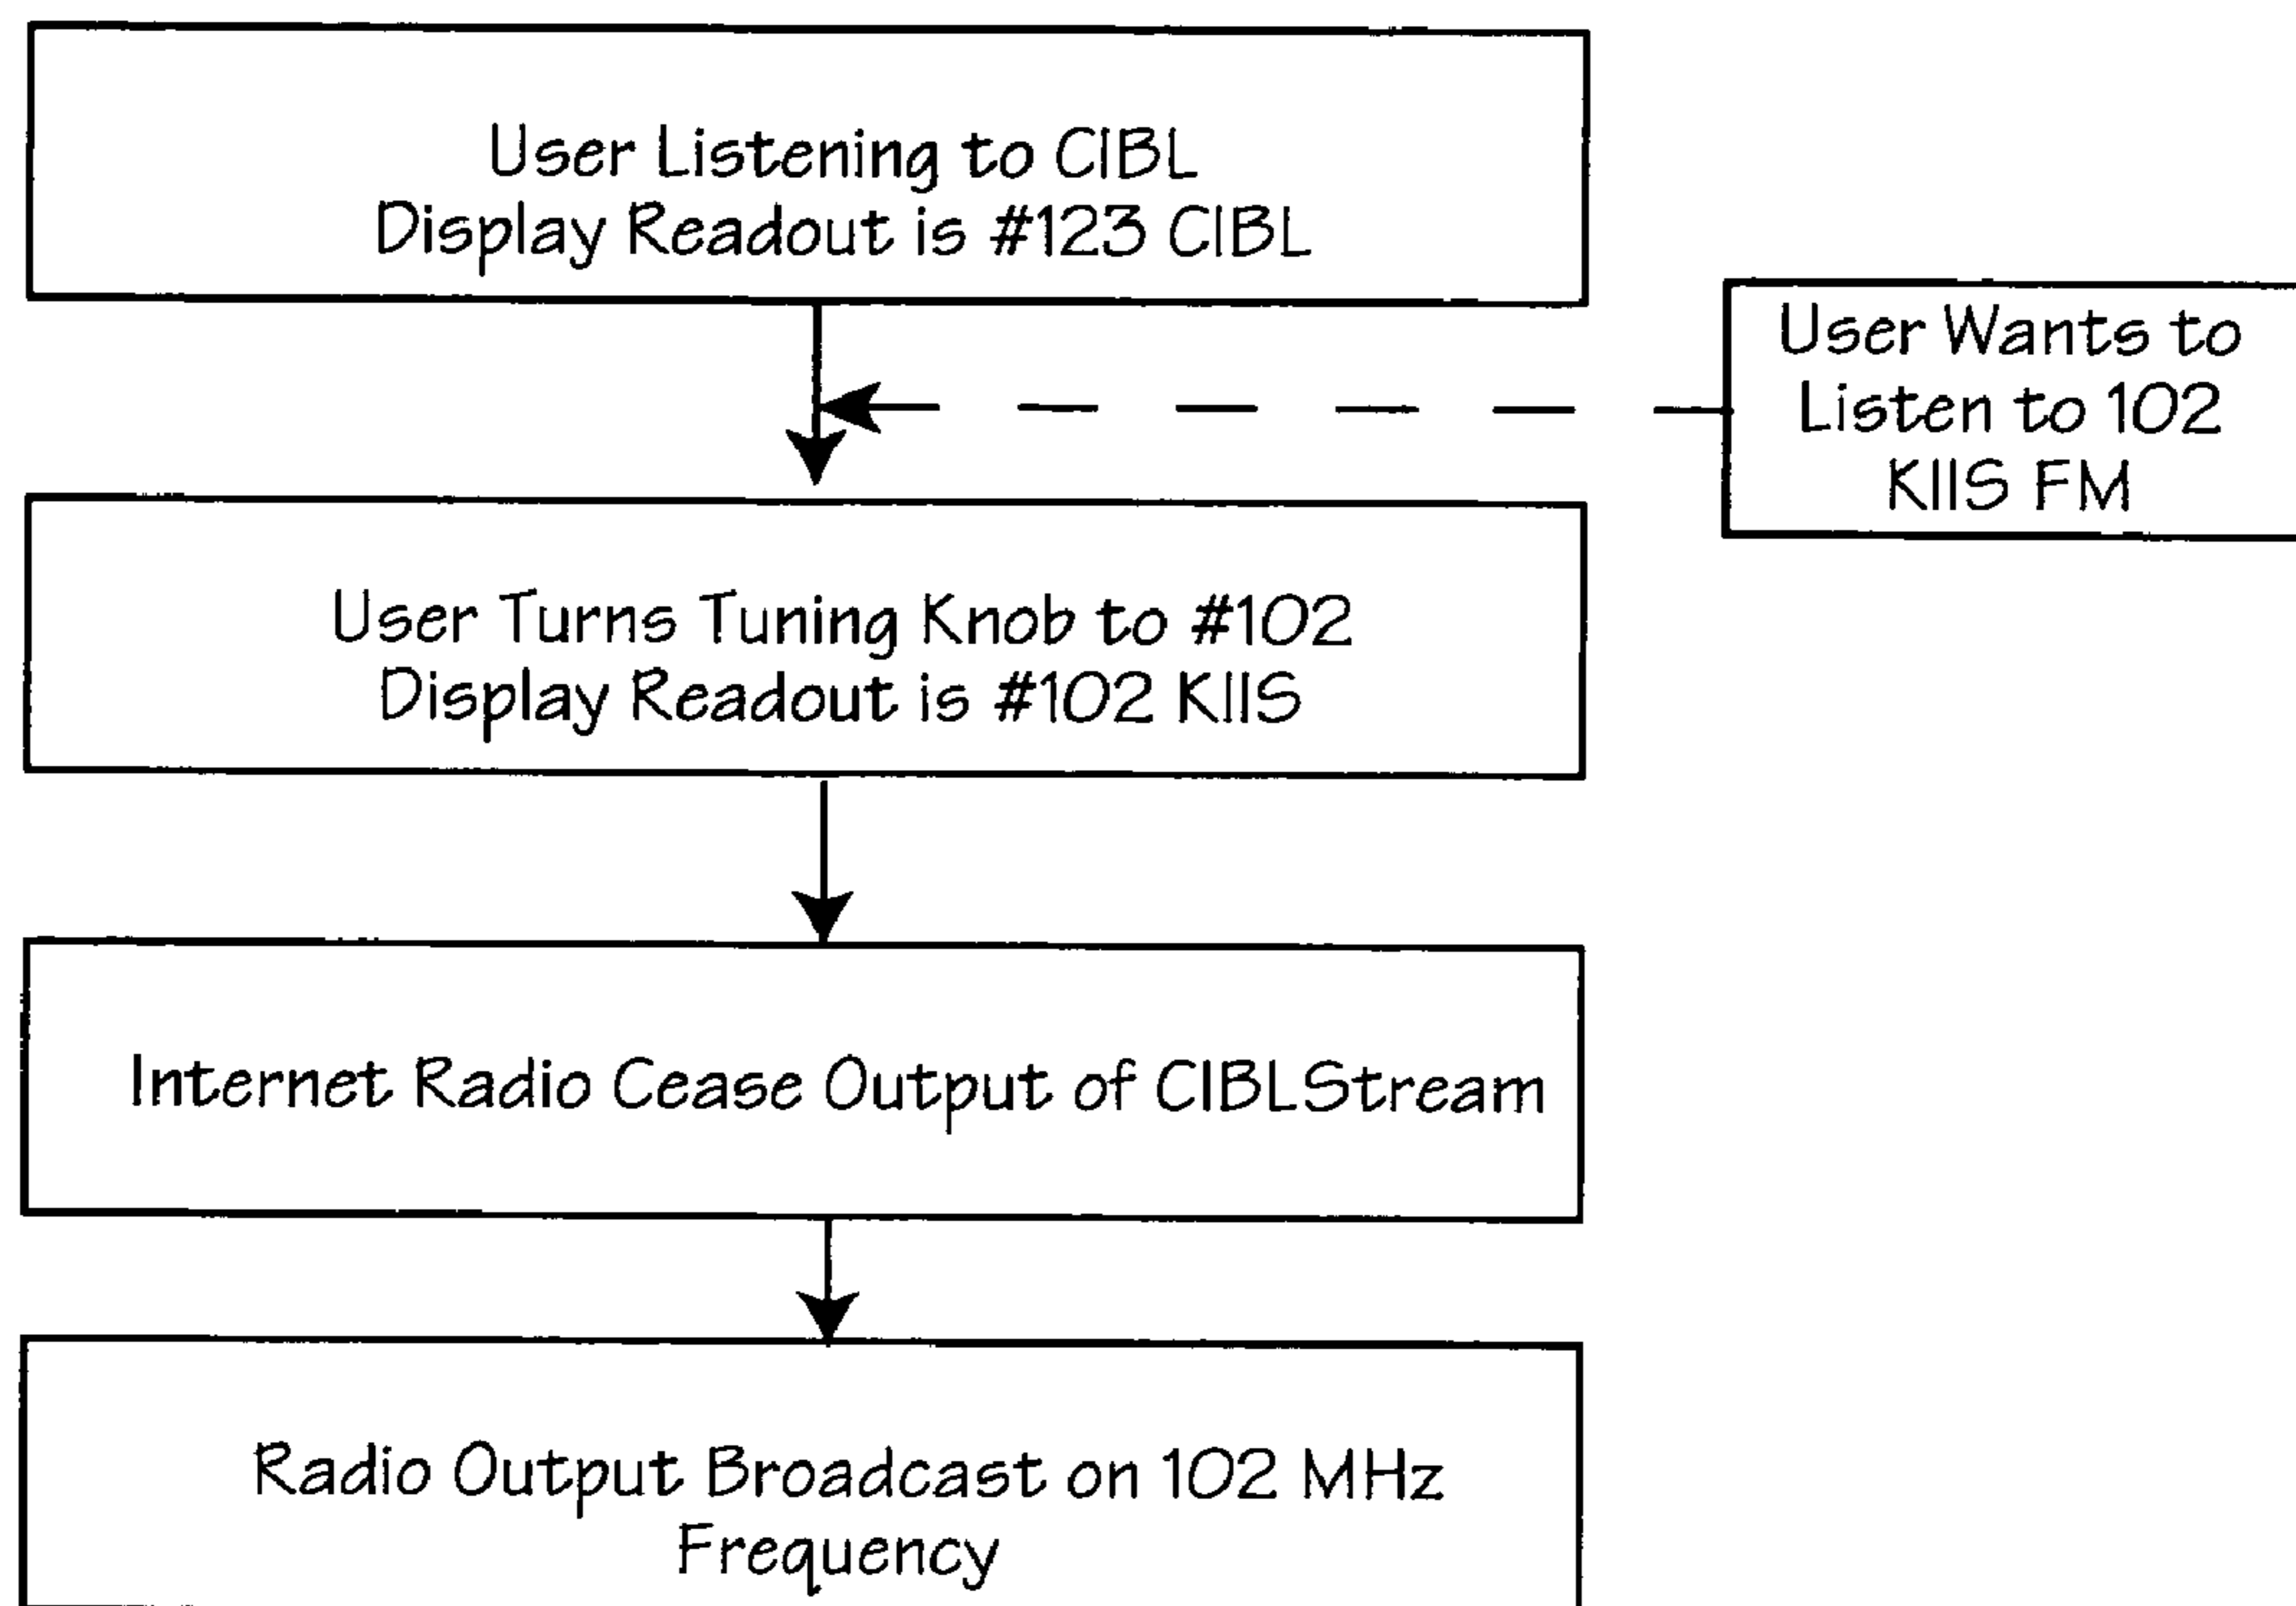 User Listening to CIBL
Display Readout is #123 CIBL
User Wants to
Listen to 102
KIIS FM
User Turns Tuning Knob to #102
Display Readout is #102 KIIS
Internet Radio Cease Output of CIBLStream
Radio Output Broadcast on 102 MHz
Frequency